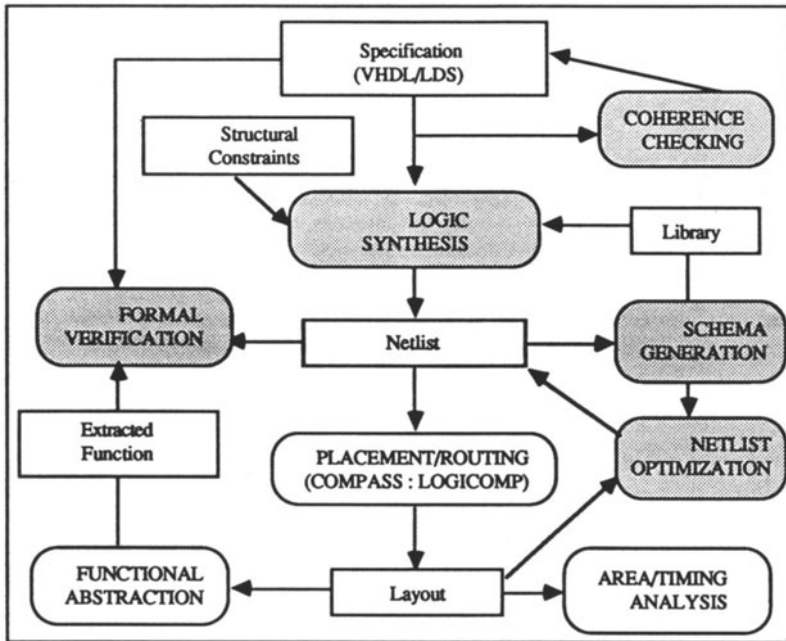 Specification
(VHDL/LDS)
COHERENCE
CHECKING
Structural
Constraints
LOGIC
SYNTHESIS
Library
FORMAL
VERIFICATION
Netlist
SCHEMA
GENERATION
Extracted
Function
PLACEMENT/ROUTING
(COMPASS : LOGICOMP)
NETLIST
OPTIMIZATION
FUNCTIONAL
ABSTRACTION
Layout
AREA/TIMING
ANALYSIS